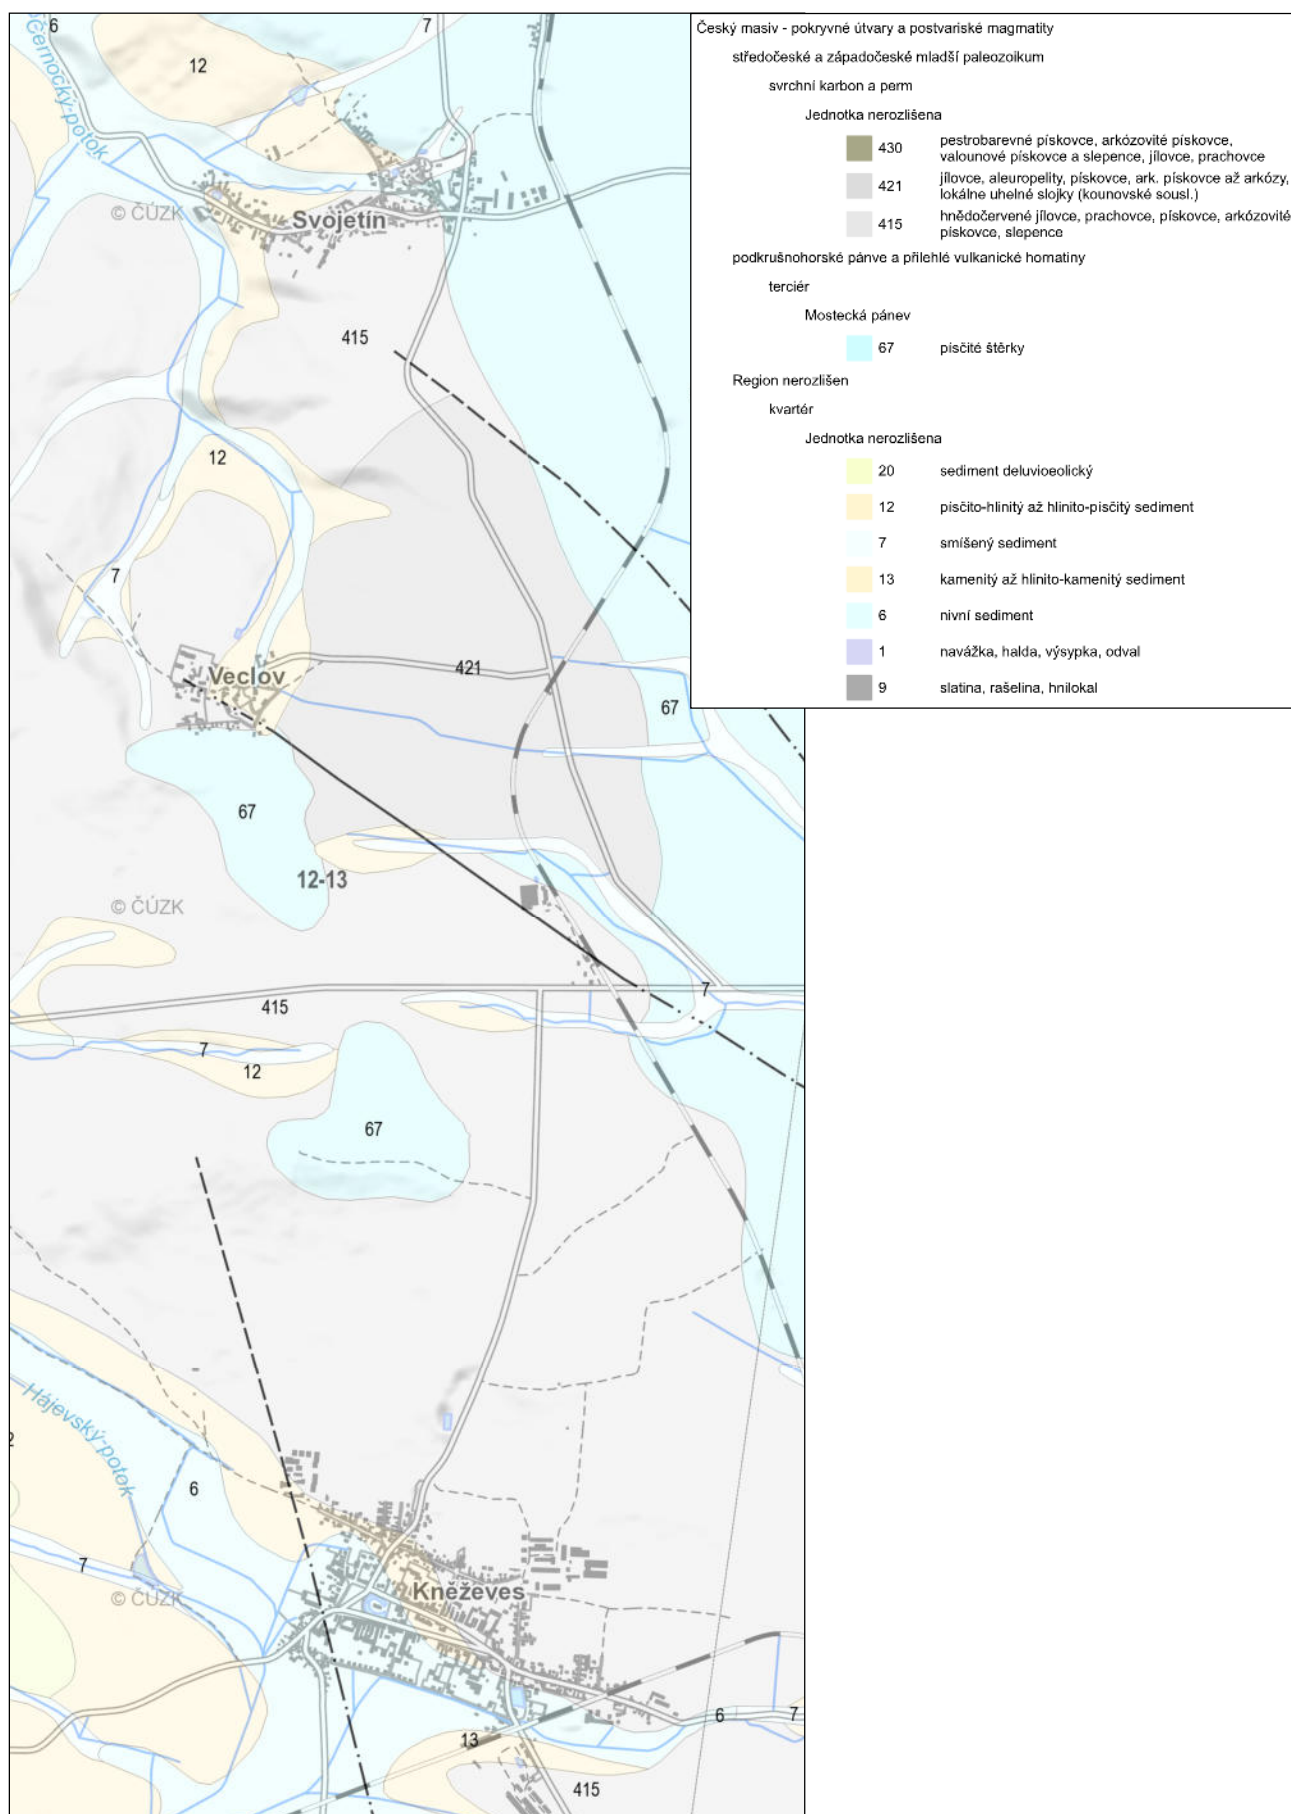 6
7
12
Černocký potok
© ČÚZK
Svojetín
415
12
7
Veclov
421
67
67
12-13
© ČÚZK
415
7
7
12
67
Hájevský potok
2
6
7
© ČÚZK
Kněževes
6
7
13
415
Český masiv - pokryvné útvary a postvariské magmatity
středočeské a západočeské mladší paleozoikum
svrchní karbon a perm
Jednotka nerozlišena
430 pestrobarevné pískovce, arkózovité pískovce,
valounové pískovce a slepence, jílovce, prachovce
421 jílovce, aleuropelity, pískovce, ark. pískovce až arkózy,
lokálne uhelné slojky (kounovské sousl.)
415 hnědočervené jílovce, prachovce, pískovce, arkózovité
pískovce, slepence
podkrušnohorské pánve a přilehlé vulkanické hornatiny
terciér
Mostecká pánev
67 písčité štěrky
Region nerozlišen
kvartér
Jednotka nerozlišena
20 sediment deluvioeolický
12 písčito-hlinitý až hlinito-písčitý sediment
7 smíšený sediment
13 kamenitý až hlinito-kamenitý sediment
6 nivní sediment
1 navážka, halda, výsypka, odval
9 slatina, rašelina, hnilokal